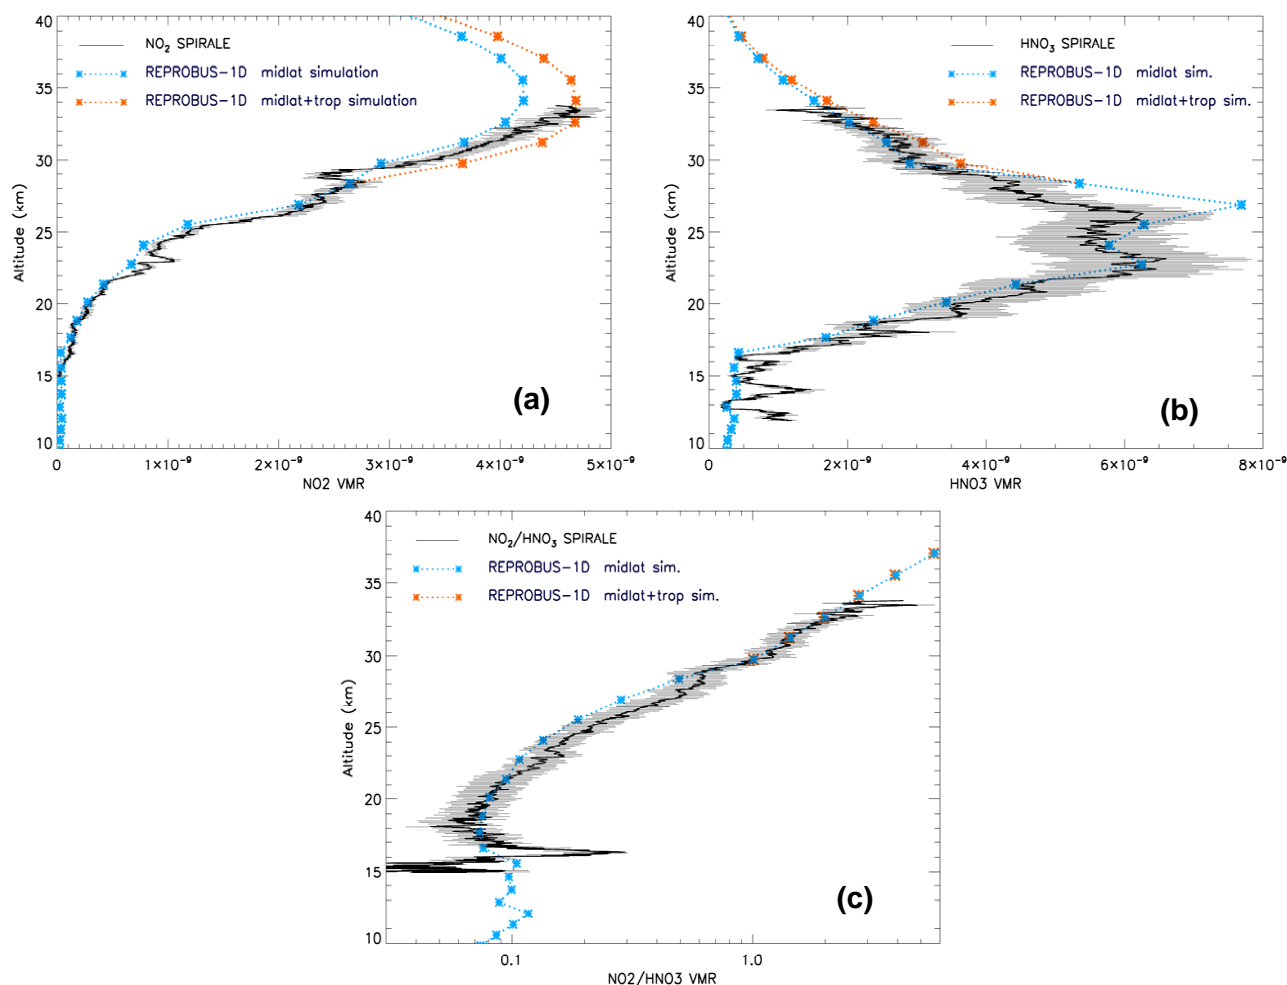 40
35
30
25
20
15
10
Altitude (km)
NO₂ SPIRALE
REPROBUS-1D midlat simulation
REPROBUS-1D midlat+trop simulation
(a)
0 1×10⁻⁹ 2×10⁻⁹ 3×10⁻⁹ 4×10⁻⁹ 5×10⁻⁹
NO2 VMR
40
35
30
25
20
15
10
Altitude (km)
HNO₃ SPIRALE
REPROBUS-1D midlat sim.
REPROBUS-1D midlat+trop sim.
(b)
0 2×10⁻⁹ 4×10⁻⁹ 6×10⁻⁹ 8×10⁻⁹
HNO3 VMR
40
35
30
25
20
15
10
Altitude (km)
NO₂/HNO₃ SPIRALE
REPROBUS-1D midlat sim.
REPROBUS-1D midlat+trop sim.
(c)
0.1 1.0
NO2/HNO3 VMR